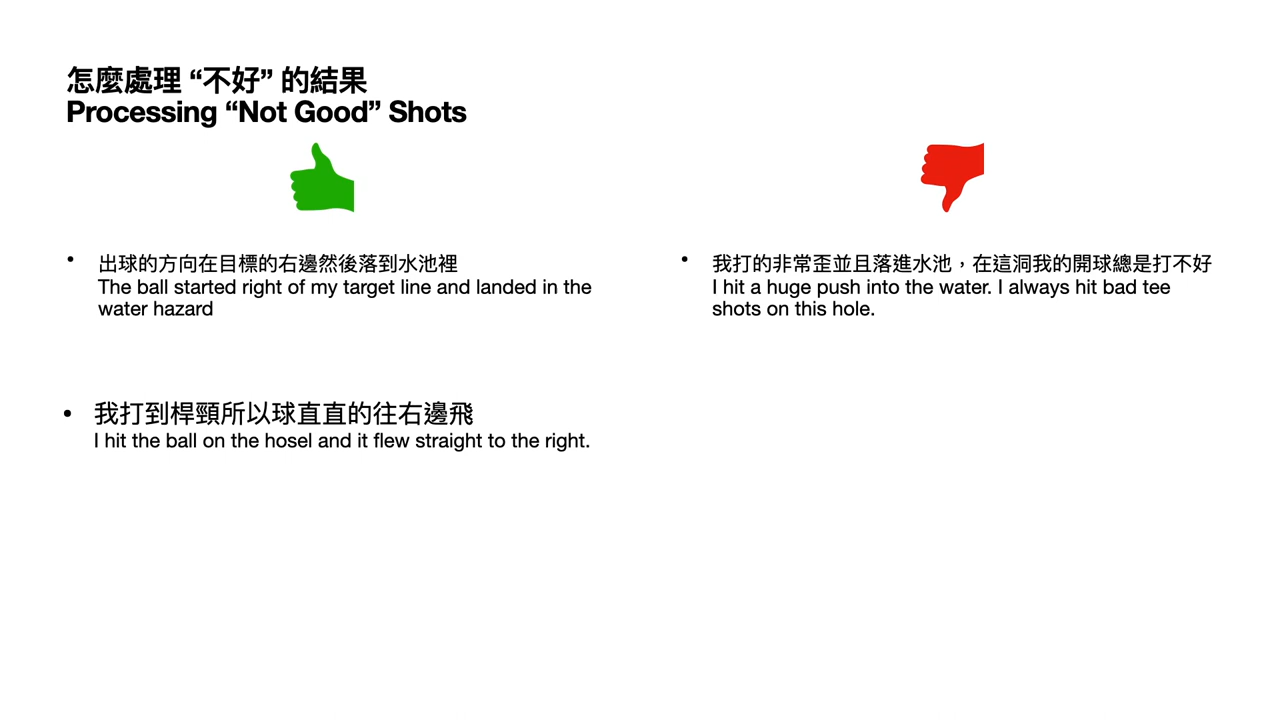 怎麼處理 “不好” 的結果
Processing “Not Good” Shots
• 出球的方向在目標的右邊然後落到水池裡
The ball started right of my target line and landed in the
water hazard
• 我打的非常歪並且落進水池，在這洞我的開球總是打不好
I hit a huge push into the water. I always hit bad tee
shots on this hole.
• 我打到桿頸所以球直直的往右邊飛
I hit the ball on the hosel and it flew straight to the right.